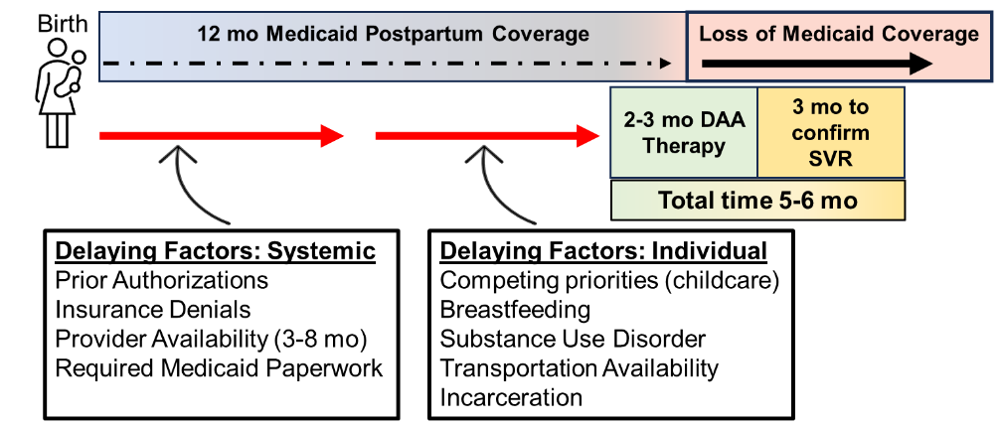 Birth
12 mo Medicaid Postpartum Coverage
Loss of Medicaid Coverage
2-3 mo DAA
Therapy
3 mo to
confirm
SVR
Total time 5-6 mo
Delaying Factors: Systemic
Prior Authorizations
Insurance Denials
Provider Availability (3-8 mo)
Required Medicaid Paperwork
Delaying Factors: Individual
Competing priorities (childcare)
Breastfeeding
Substance Use Disorder
Transportation Availability
Incarceration